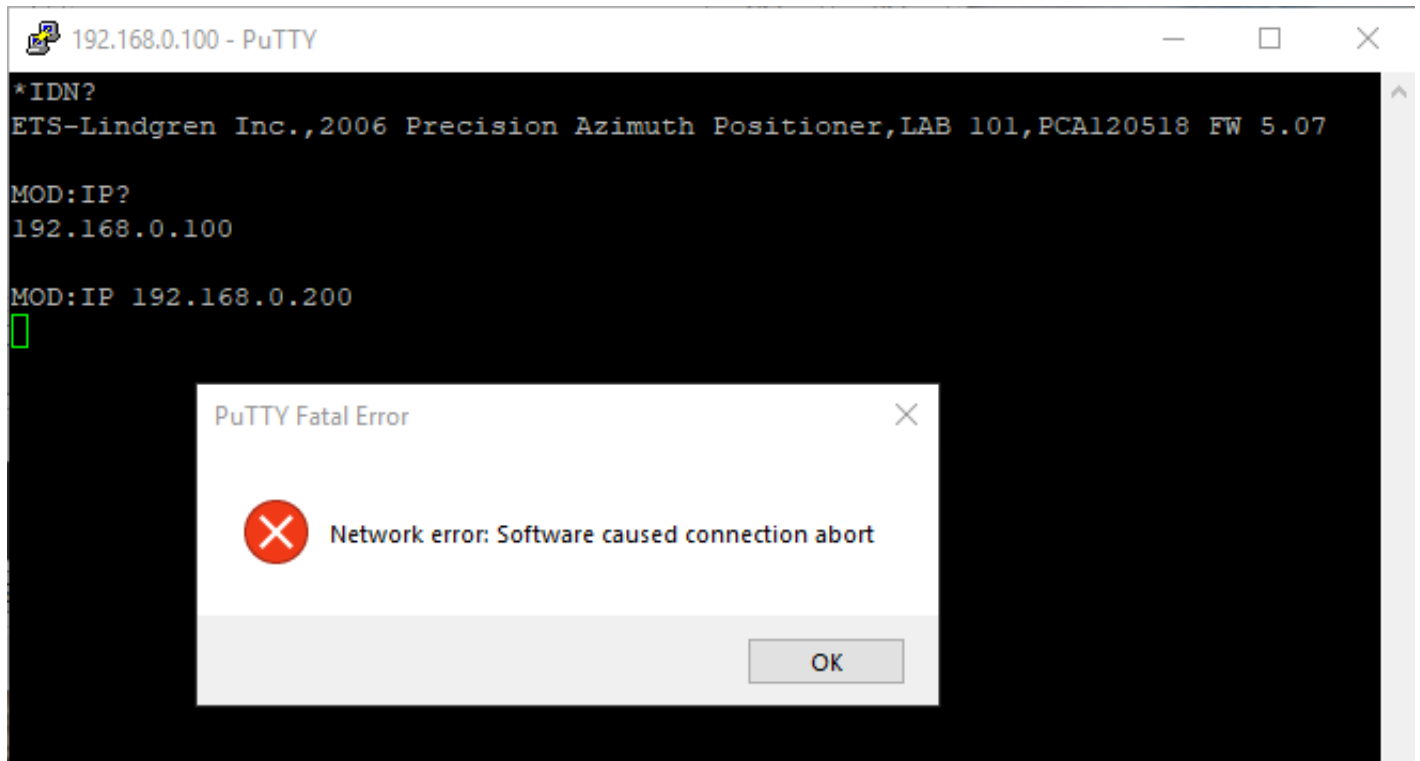 192.168.0.100 - PuTTY
*IDN?
ETS-Lindgren Inc.,2006 Precision Azimuth Positioner,LAB 101,PCA120518 FW 5.07
MOD:IP?
192.168.0.100
MOD:IP 192.168.0.200
PuTTY Fatal Error
Network error: Software caused connection abort
OK